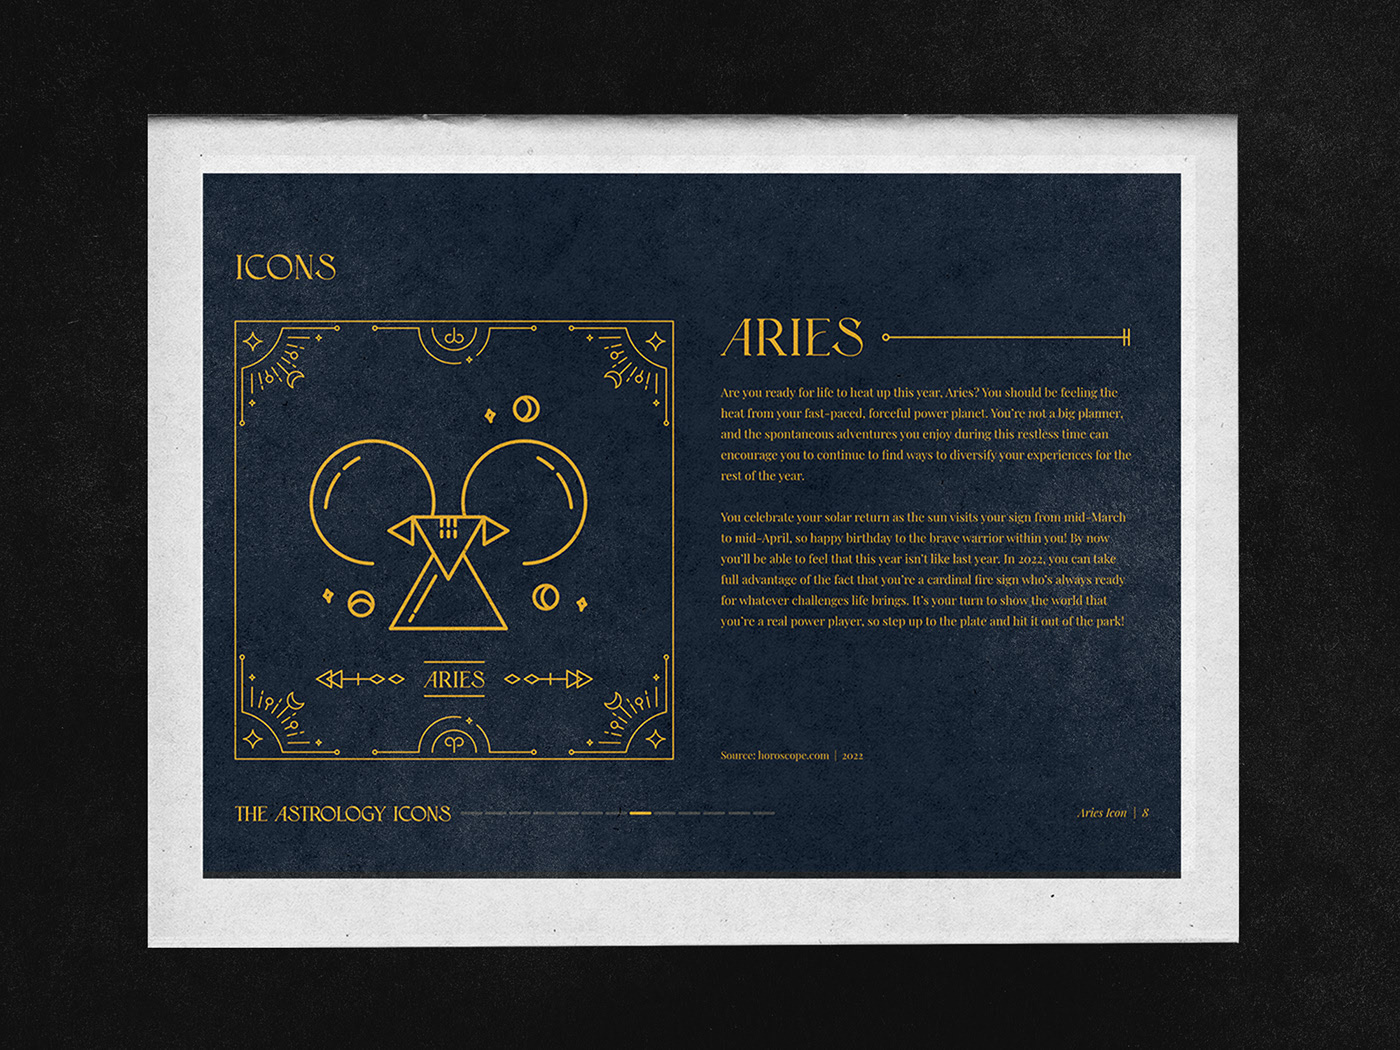 ICONS
ARIES
Are you ready for life to heat up this year, Aries? You should be feeling the
heat from your fast-paced, forceful power planet. You're not a big planner,
and the spontaneous adventures you enjoy during this restless time can
encourage you to continue to find ways to diversify your experiences for the
rest of the year.
You celebrate your solar return as the sun visits your sign from mid-March
to mid-April, so happy birthday to the brave warrior within you! By now
you'll be able to feel that this year isn't like last year. In 2022, you can take
full advantage of the fact that you're a cardinal fire sign who's always ready
for whatever challenges life brings. It's your turn to show the world that
you're a real power player, so step up to the plate and hit it out of the park!
ARIES
Source: horoscope.com | 2022
THE ASTROLOGY ICONS
Aries Icon | 8